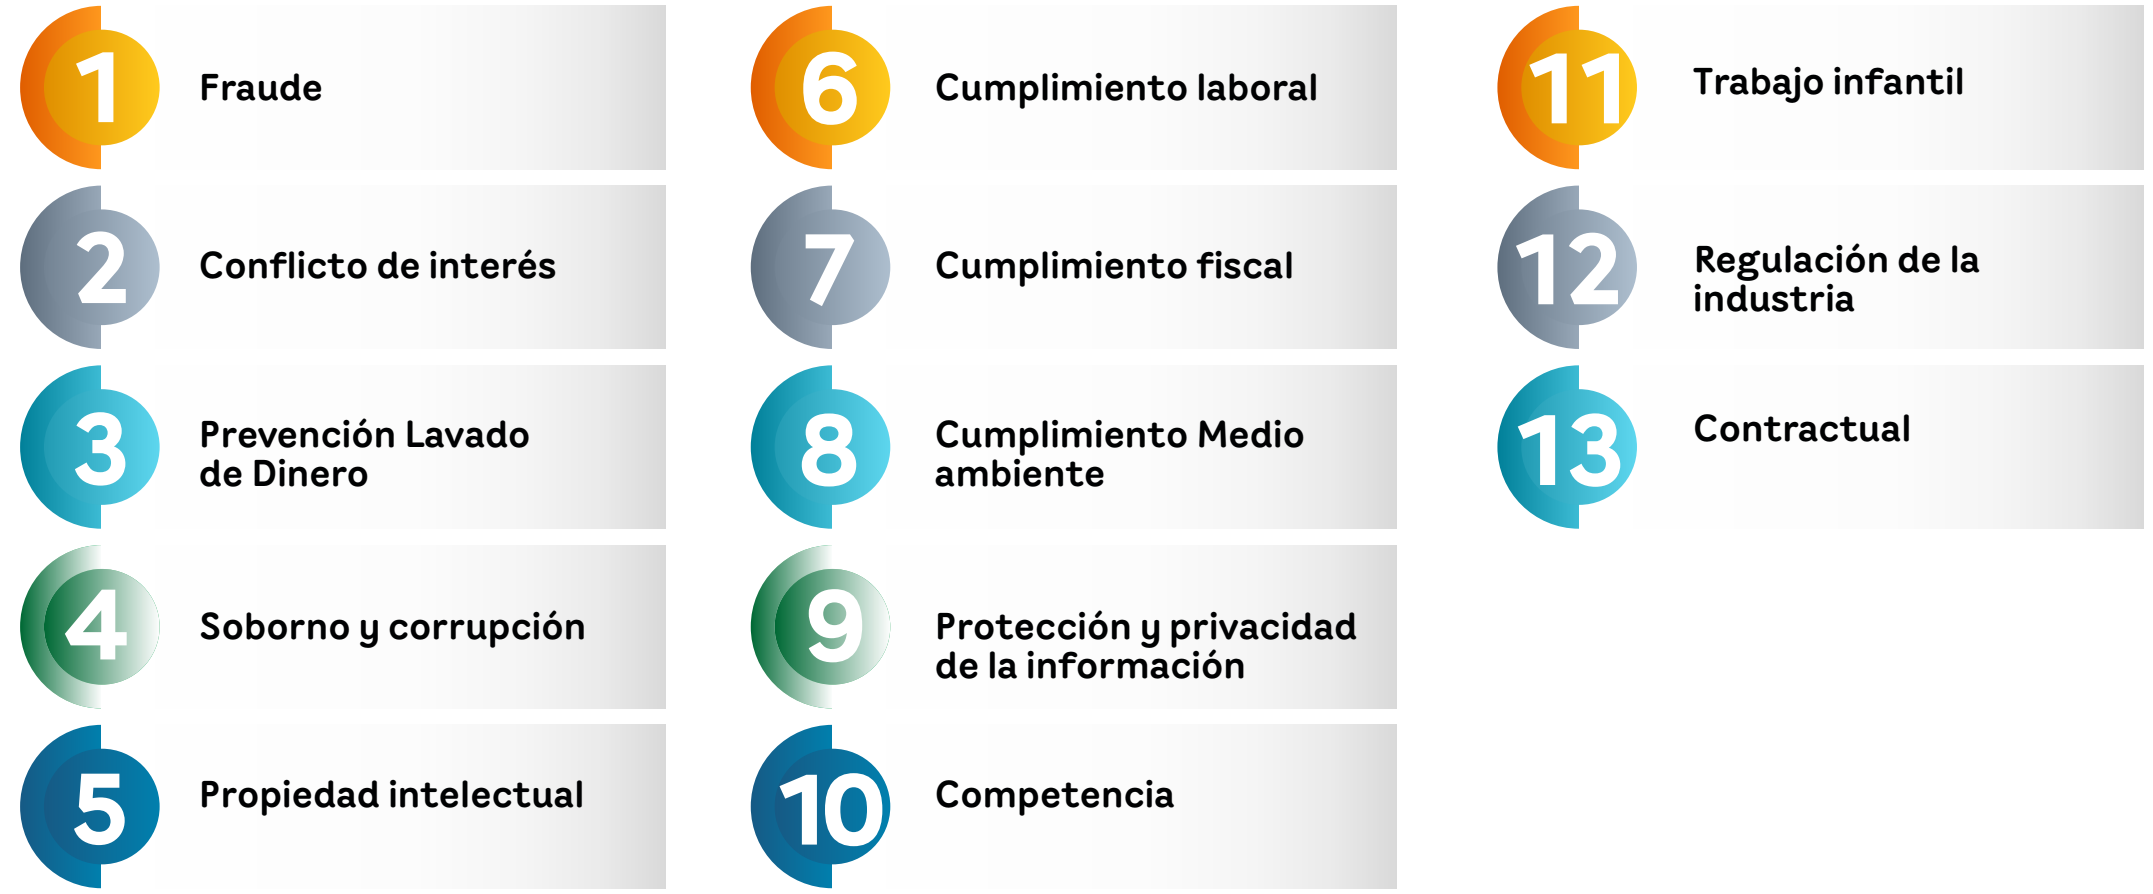 1
Fraude
2
Conflicto de interés
3
Prevención Lavado
de Dinero
4
Soborno y corrupción
5
Propiedad intelectual
6
Cumplimiento laboral
7
Cumplimiento fiscal
8
Cumplimiento Medio
ambiente
9
Protección y privacidad
de la información
10
Competencia
11
Trabajo infantil
12
Regulación de la
industria
13
Contractual